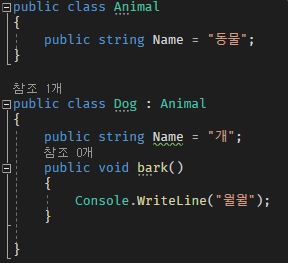 public class Animal
{
public string Name = "동물";
}
참조 1개
public class Dog : Animal
{
public string Name = "개";
참조 0개
public void bark()
{
Console.WriteLine("월월");
}
}